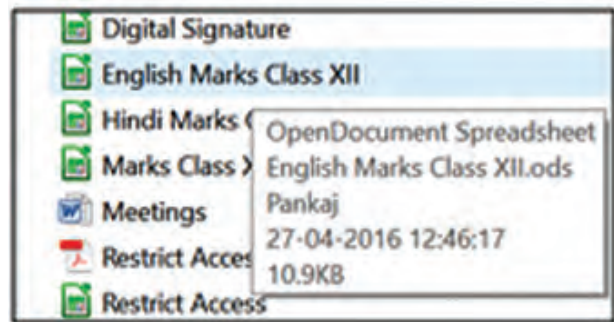 Digital Signature
English Marks Class XII
Hindi Marks
Marks Class
Meetings
Restrict Acces
Restrict Access
OpenDocument Spreadsheet
English Marks Class XII.ods
Pankaj
27-04-2016 12:46:17
10.9KB